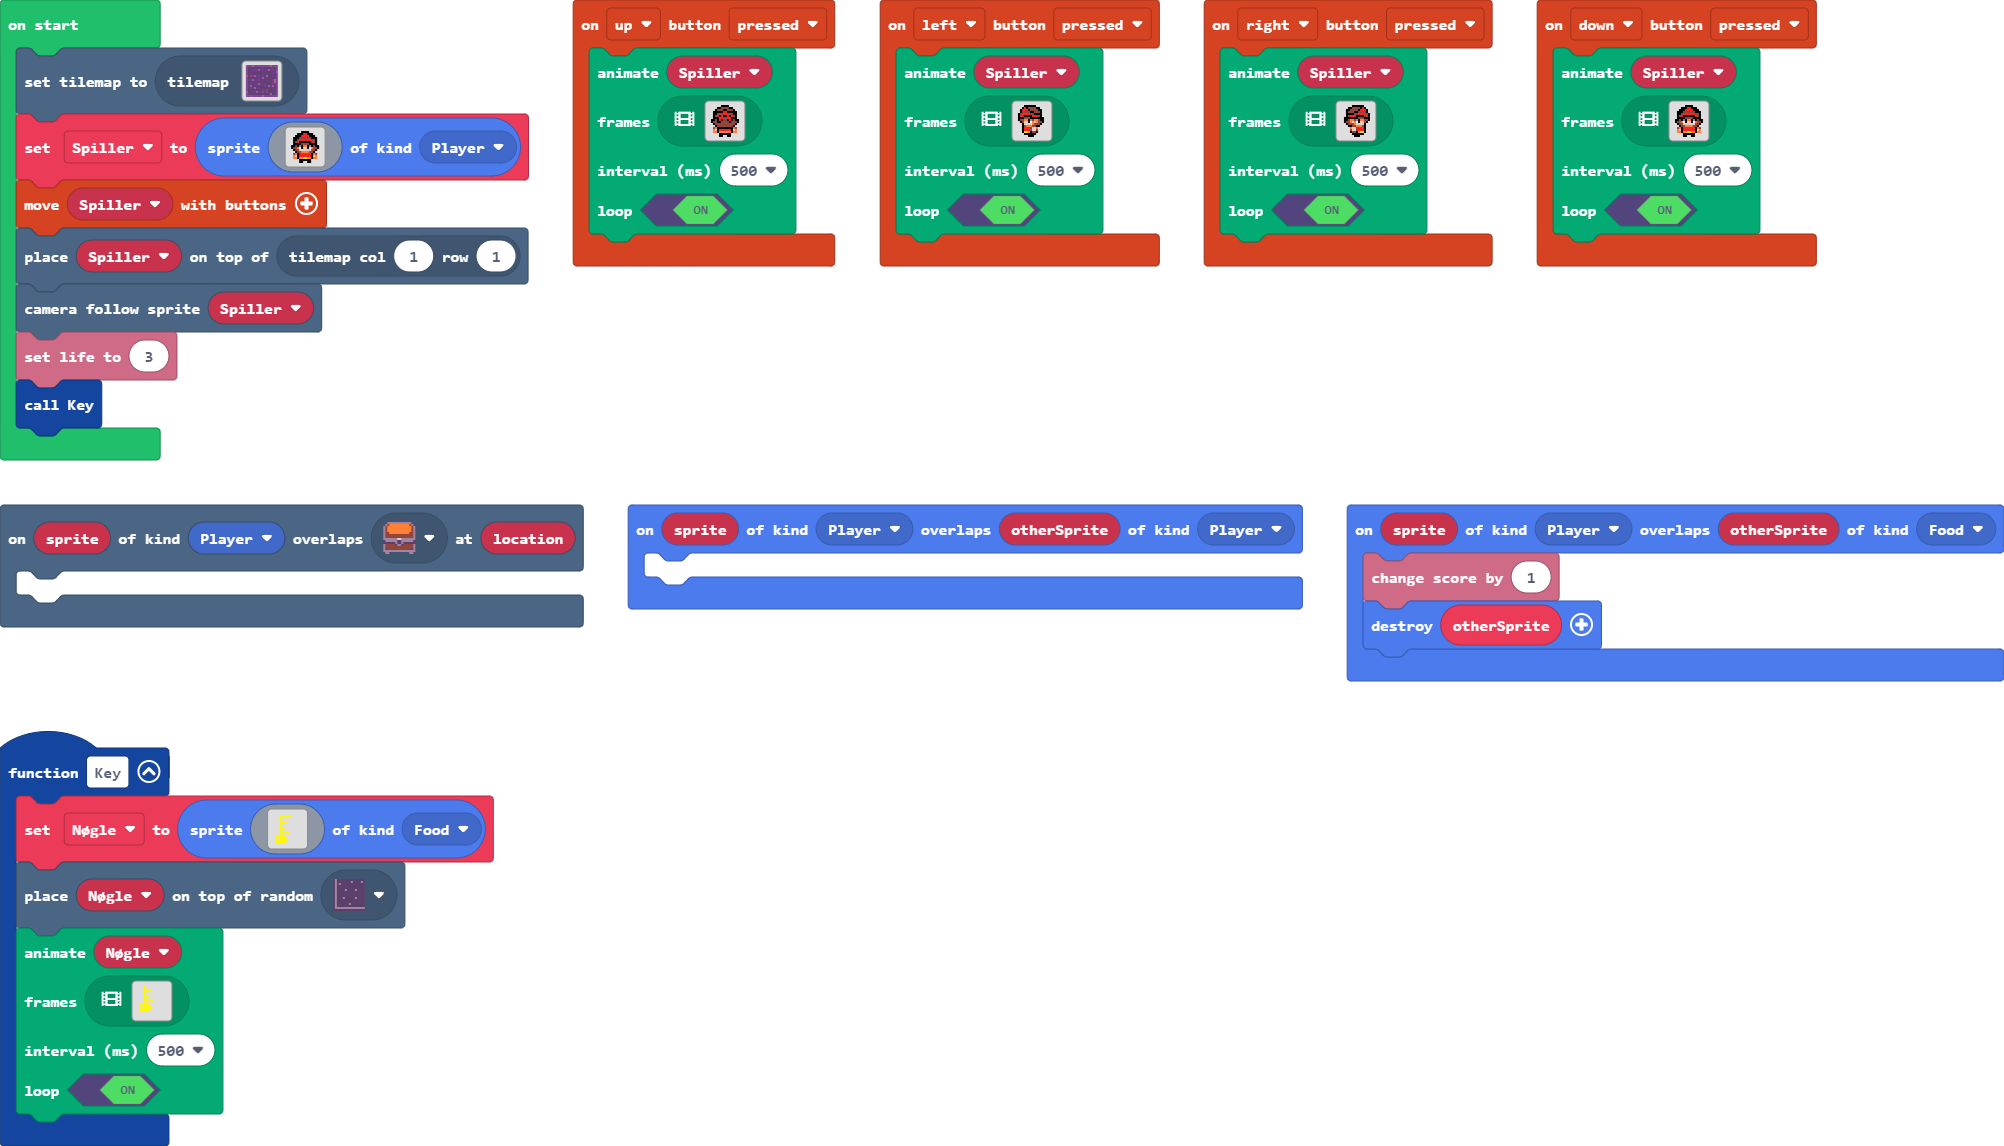 on start
set tilemap to tilemap
set Spiller to sprite of kind Player
move Spiller with buttons
place Spiller on top of tilemap col 1 row 1
camera follow sprite Spiller
set life to 3
call Key
on up button pressed
animate Spiller
frames
interval (ms) 500
loop ON
on left button pressed
animate Spiller
frames
interval (ms) 500
loop ON
on right button pressed
animate Spiller
frames
interval (ms) 500
loop ON
on down button pressed
animate Spiller
frames
interval (ms) 500
loop ON
on sprite of kind Player overlaps at location
on sprite of kind Player overlaps otherSprite of kind Player
on sprite of kind Player overlaps otherSprite of kind Food
change score by 1
destroy otherSprite
function Key
set Nøgle to sprite of kind Food
place Nøgle on top of random
animate Nøgle
frames
interval (ms) 500
loop ON